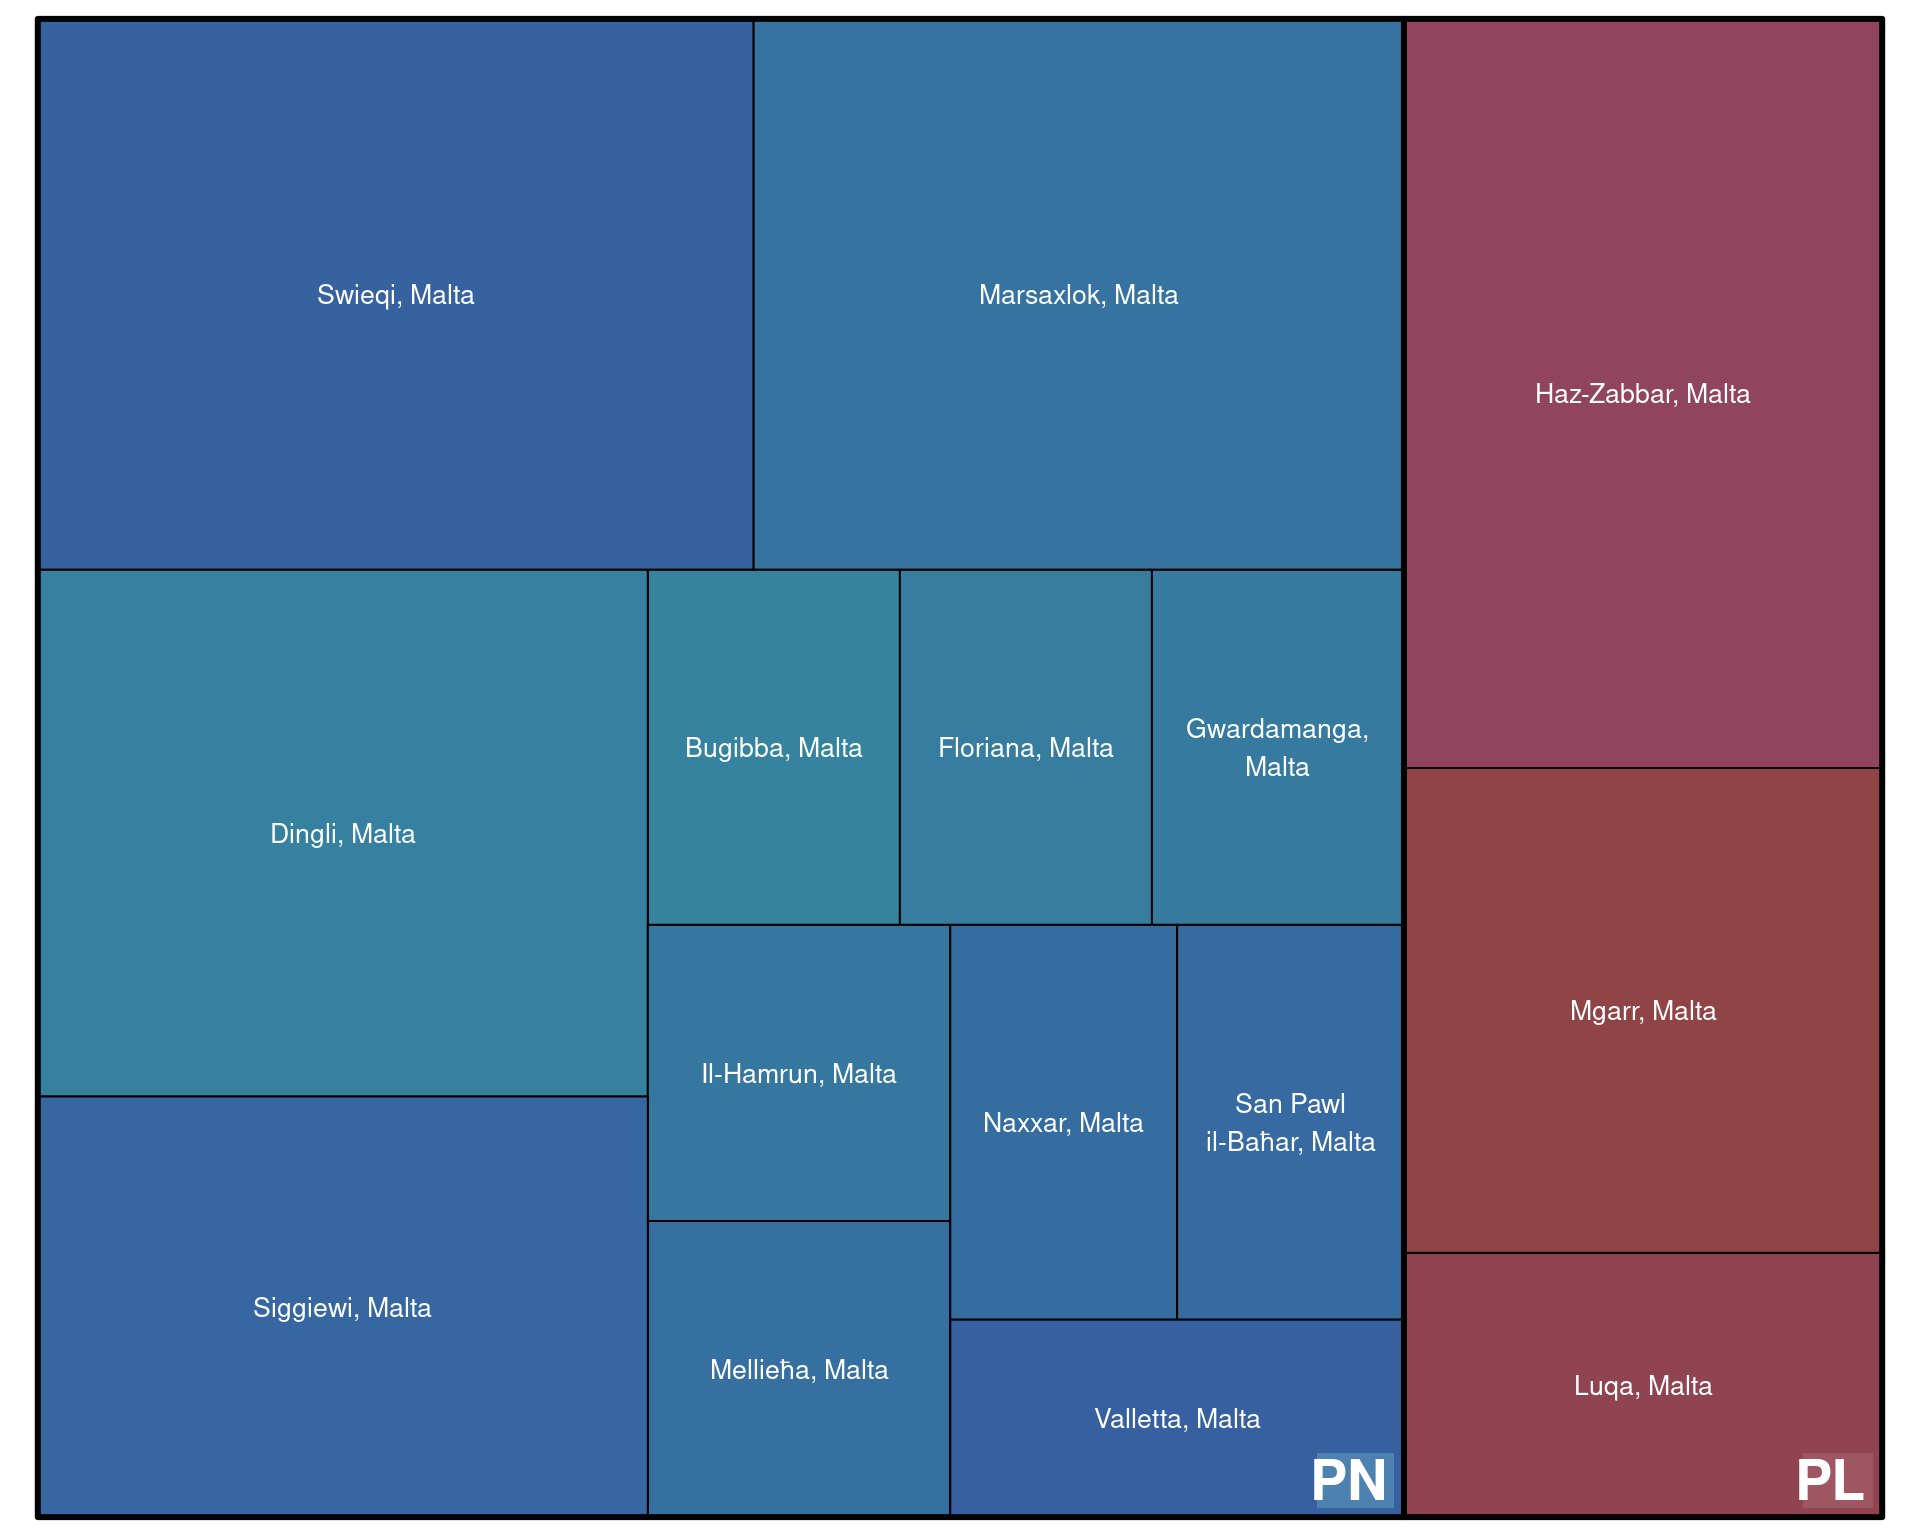 Swieqi, Malta
Marsaxlok, Malta
Haz-Zabbar, Malta
Dingli, Malta
Bugibba, Malta
Floriana, Malta
Gwardamanga,
Malta
Il-Hamrun, Malta
Naxxar, Malta
San Pawl
il-Baħar, Malta
Mgarr, Malta
Siggiewi, Malta
Mellieħa, Malta
Valletta, Malta
Luqa, Malta
PN
PL